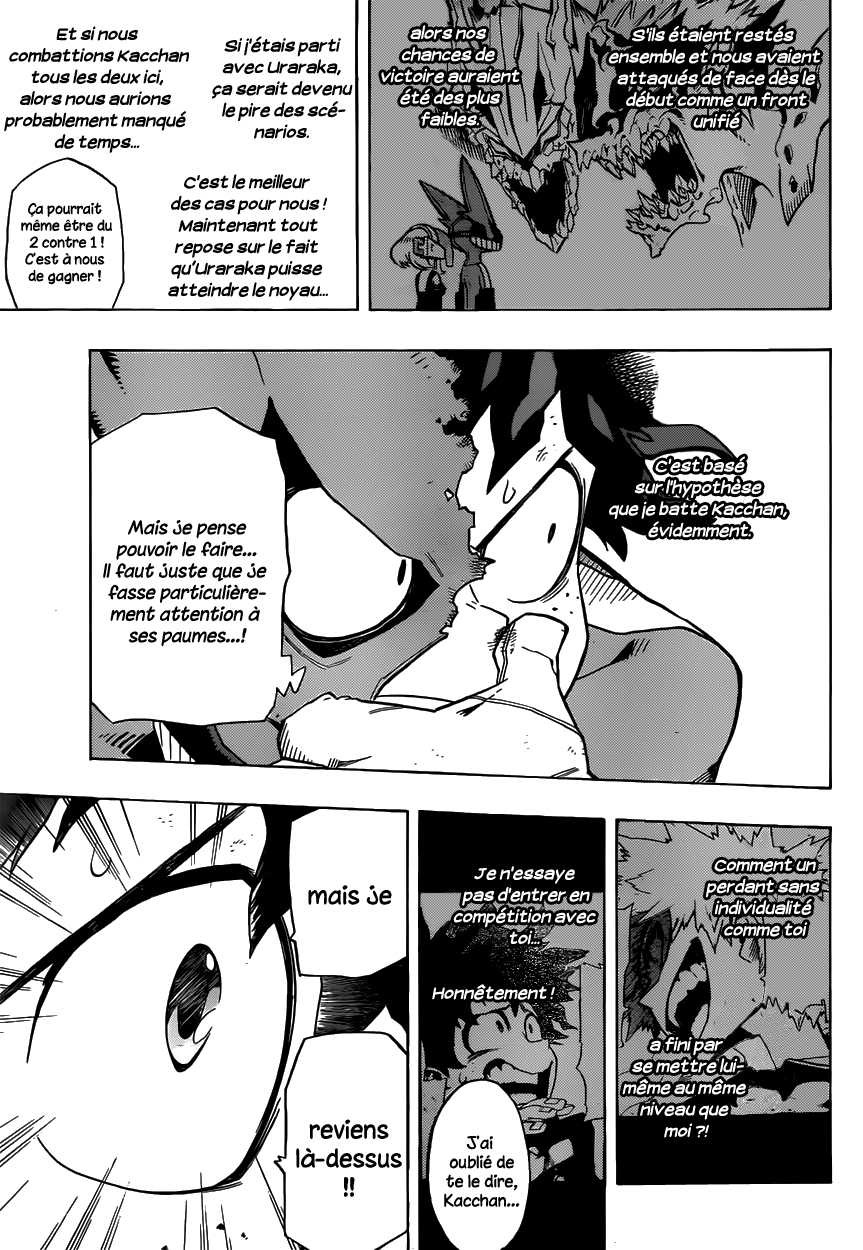 S'ils étaient restés
ensemble et nous avaient
attaqués de face dès le
début comme un front
unifié
alors nos
chances de
victoire auraient
été des plus
faibles.
Si j'étais parti
avec Uraraka,
ça serait devenu
le pire des scé-
narios.
Et si nous
combattions Kacchan
tous les deux ici,
alors nous aurions
probablement manqué
de temps...
C'est le meilleur
des cas pour nous !
Maintenant tout
repose sur le fait
qu'Uraraka puisse
atteindre le noyau...
Ça pourrait
même être du
2 contre 1 !
C'est à nous
de gagner !
C'est basé
sur l'hypothèse
que je batte Kacchan,
évidemment.
Mais je pense
pouvoir le faire...
Il faut juste que je
fasse particulière-
ment attention à
ses paumes...!
Comment un
perdant sans
individualité
comme toi
a fini par
se mettre lui-
même au même
niveau que
moi ?!
Je n'essaye
pas d'entrer en
compétition avec
toi...
Honnêtement !
J'ai
oublié de
te le dire,
Kacchan...
mais je
reviens
là-dessus
!!